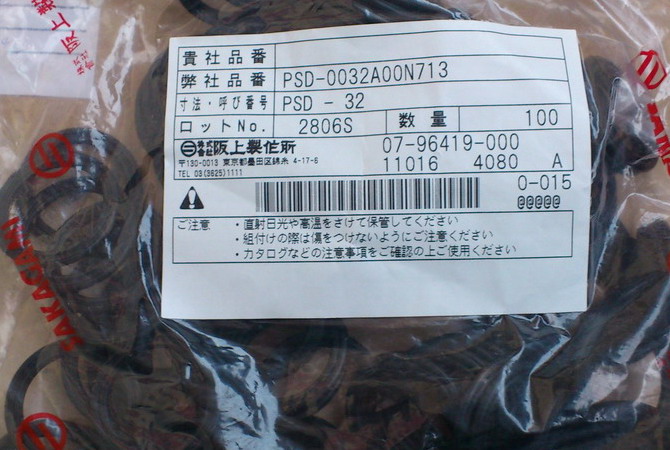 貴社品番
弊社品番 PSD-0032A00N713
寸法・呼び番号 PSD - 32
ロットNo. 2806S 数量 100
株式会社 阪上製作所 07-96419-000
〒130-0013 東京都墨田区錦糸 4-17-6 11016 4080 A
TEL 03(3625)1111
0-015
@@@@@
ご注意 ・直射日光や高温をさけて保管してください
・組付けの際は傷をつけないようにご注意ください
・カタログなどの注意事項をご確認の上ご使用ください
SAKAGAMI